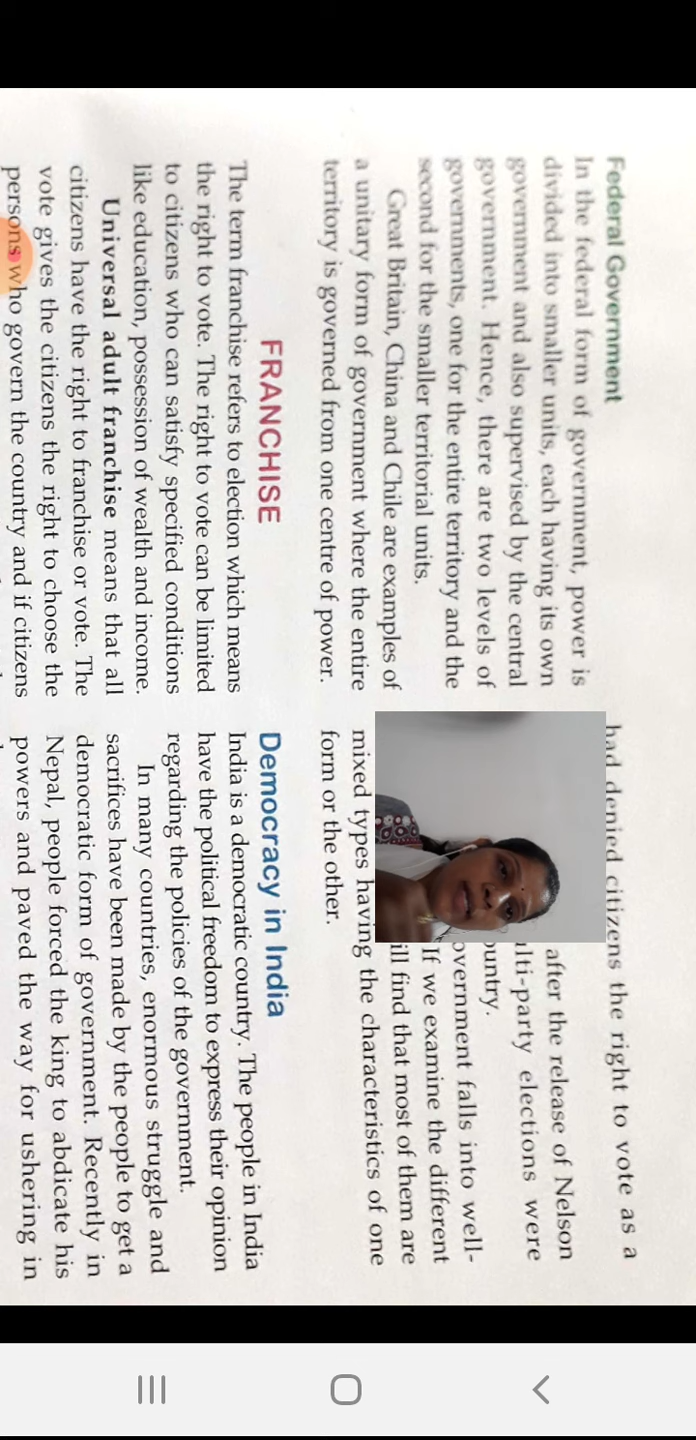 Federal Government
In the federal form of government, power is
divided into smaller units, each having its own
government and also supervised by the central
government. Hence, there are two levels of
governments, one for the entire territory and the
second for the smaller territorial units.
Great Britain, China and Chile are examples of
a unitary form of government where the entire
territory is governed from one centre of power.
FRANCHISE
The term franchise refers to election which means
the right to vote. The right to vote can be limited
to citizens who can satisfy specified conditions
like education, possession of wealth and income.
Universal adult franchise means that all
citizens have the right to franchise or vote. The
vote gives the citizens the right to choose the
persons who govern the country and if citizens
had denied citizens the right to vote as a
after the release of Nelson
elections were
falls into well-
If we examine the different
find that most of them are
mixed types having the characteristics of one
form or the other.
Democracy in India
India is a democratic country. The people in India
have the political freedom to express their opinion
regarding the policies of the government.
In many countries, enormous struggle and
sacrifices have been made by the people to get a
democratic form of government. Recently in
Nepal, people forced the king to abdicate his
powers and paved the way for ushering in